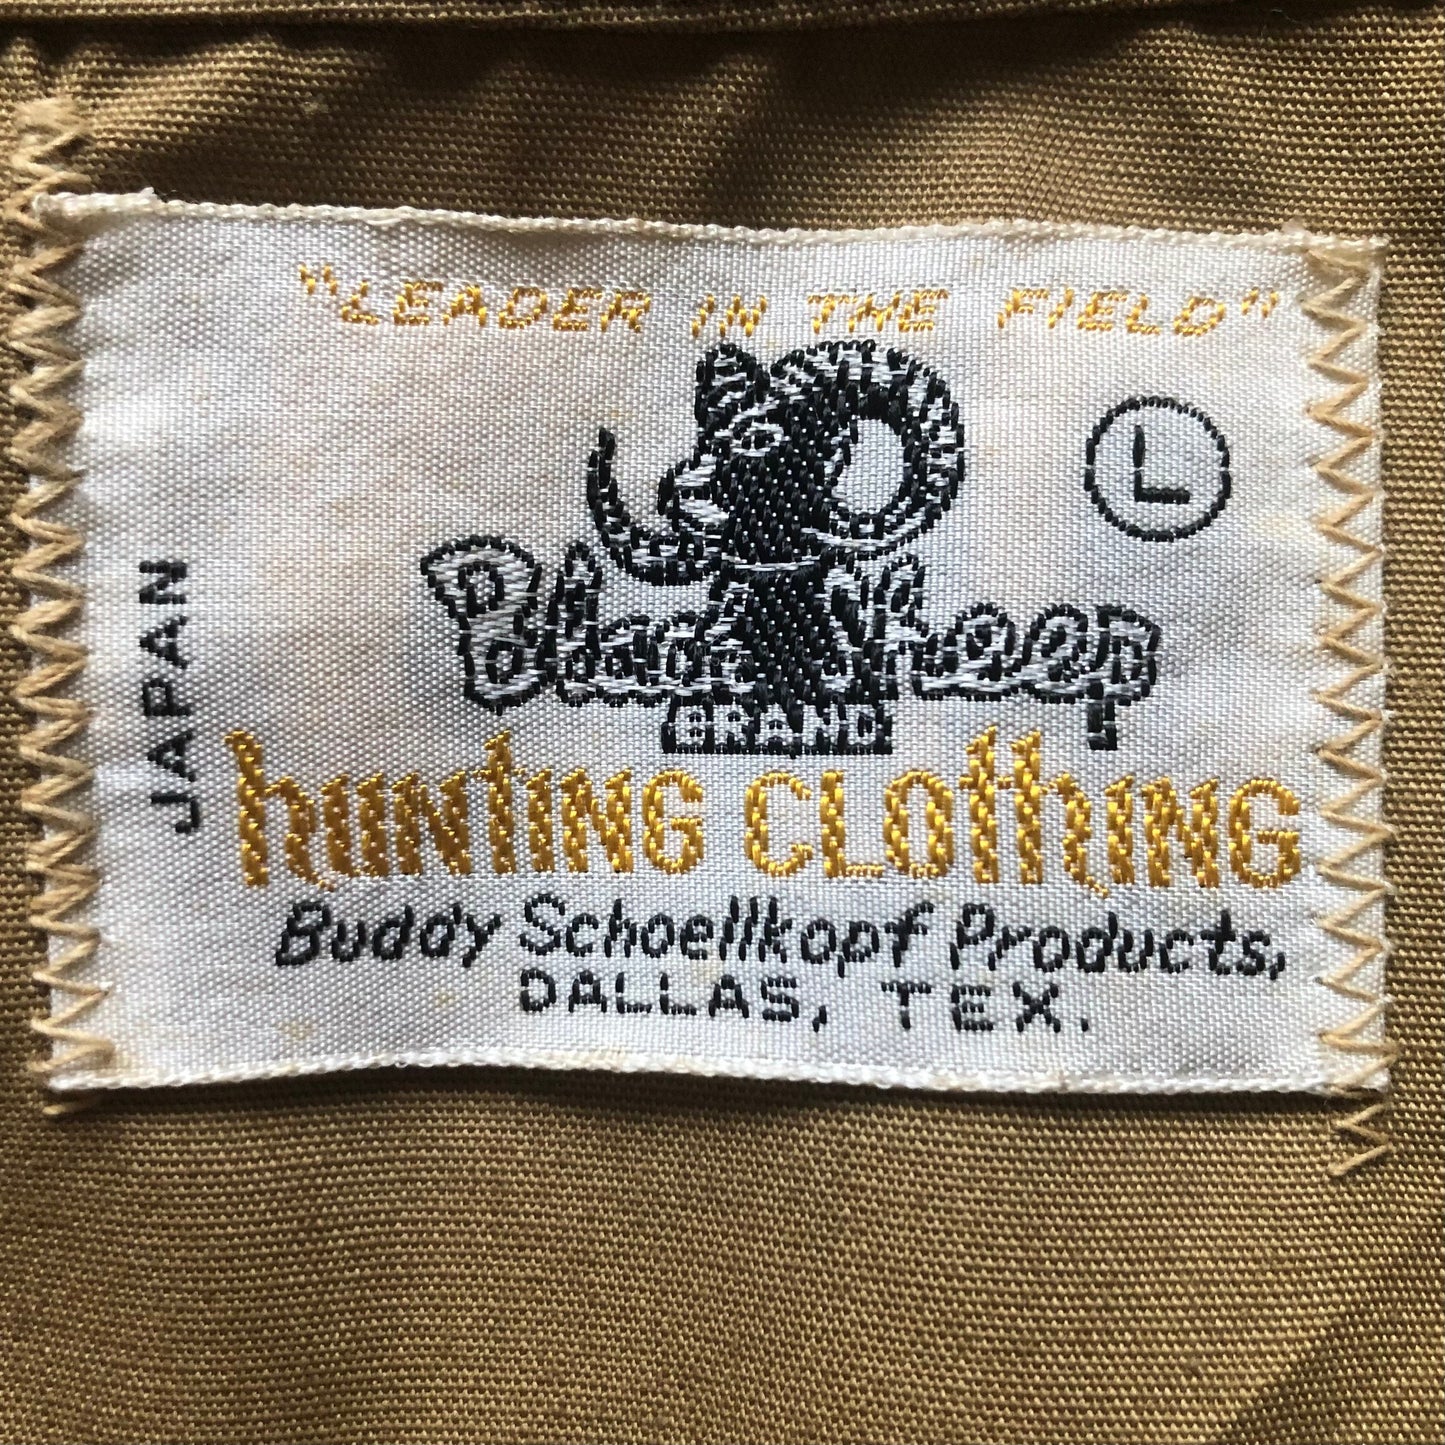 "LEADER IN THE FIELD"
L
Black Sheep
BRAND
JAPAN
hunting clothing
Buddy Schoellkopf Products,
DALLAS, TEX.